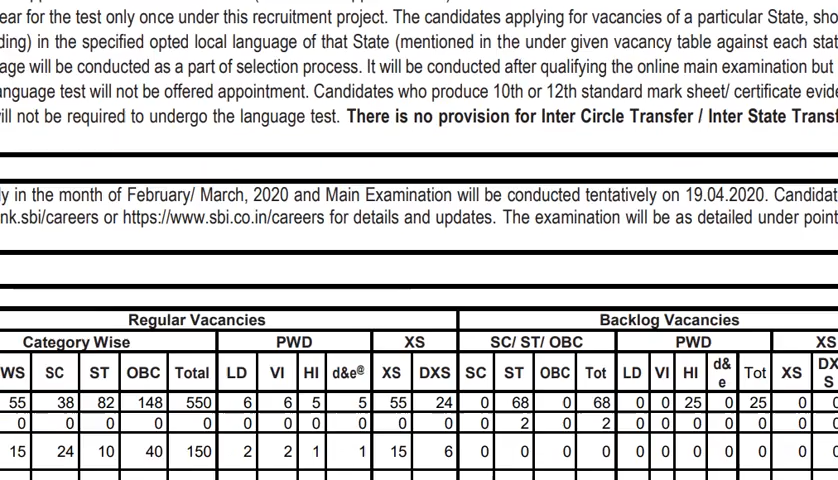 ear for the test only once under this recruitment project. The candidates applying for vacancies of a particular State, sho
ding) in the specified opted local language of that State (mentioned in the under given vacancy table against each stat
age will be conducted as a part of selection process. It will be conducted after qualifying the online main examination but
anguage test will not be offered appointment. Candidates who produce 10th or 12th standard mark sheet/ certificate evide
ill not be required to undergo the language test. There is no provision for Inter Circle Transfer / Inter State Transf
ly in the month of February/ March, 2020 and Main Examination will be conducted tentatively on 19.04.2020. Candidat
nk.sbi/careers or https://www.sbi.co.in/careers for details and updates. The examination will be as detailed under point
Regular Vacancies Backlog Vacancies
Category Wise PWD XS SC/ ST/ OBC PWD XS
WS SC ST OBC Total LD VI HI d&e@ XS DXS SC ST OBC Tot LD VI HI d& e Tot XS DX S
55 38 82 148 550 6 6 5 5 55 24 0 68 0 68 0 0 25 0 25 0 0
0 0 0 0 0 0 0 0 0 0 0 0 2 0 2 0 0 0 0 0 0 0
15 24 10 40 150 2 2 1 1 15 6 0 0 0 0 0 0 0 0 0 0 0